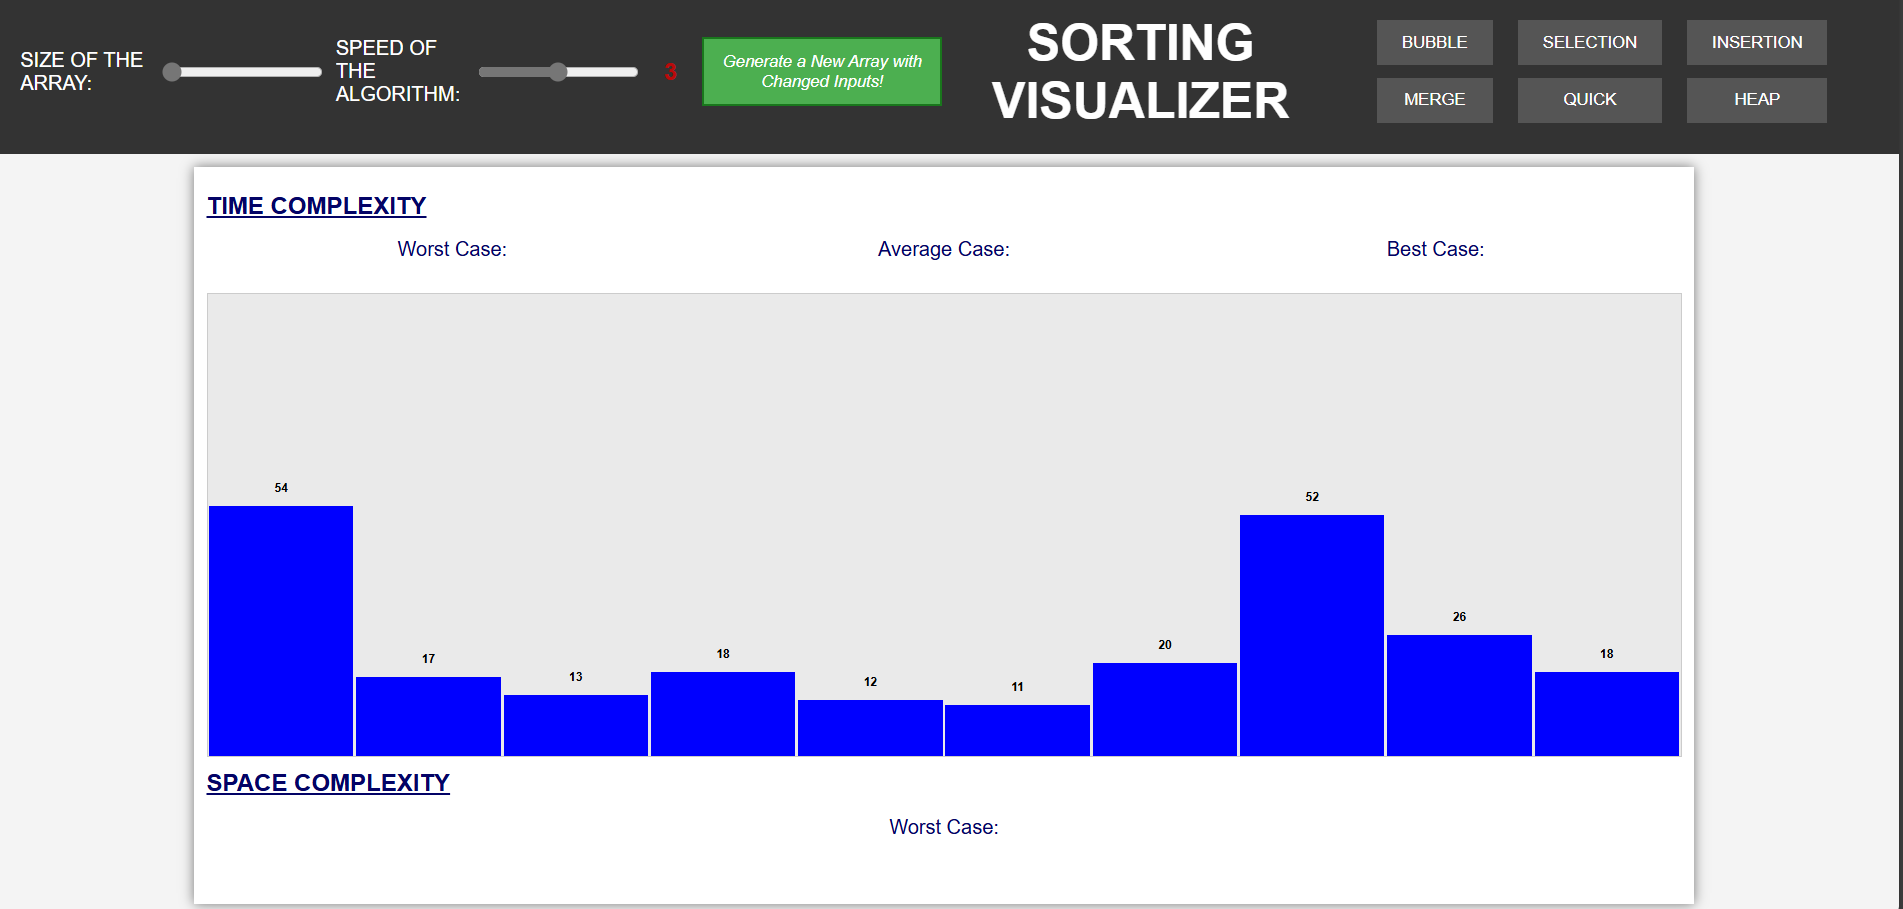 SIZE OF THE
ARRAY:
SPEED OF
THE
ALGORITHM:
3
Generate a New Array with
Changed Inputs!
SORTING
VISUALIZER
BUBBLE
SELECTION
INSERTION
MERGE
QUICK
HEAP
TIME COMPLEXITY
Worst Case:
Average Case:
Best Case:
54
17
13
18
12
11
20
52
26
18
SPACE COMPLEXITY
Worst Case: